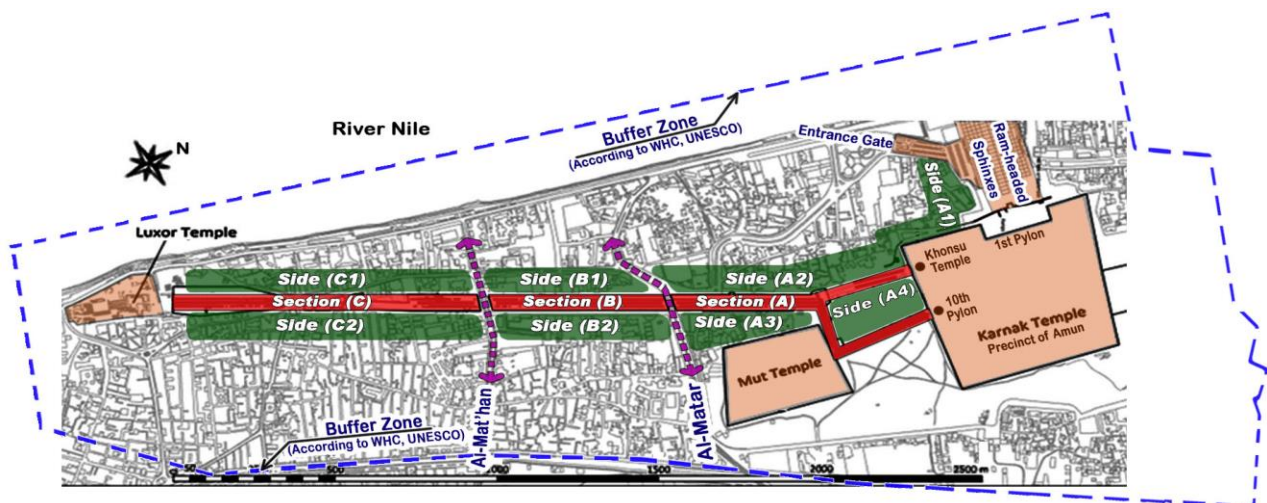 Buffer Zone
(According to WHC, UNESCO)
River Nile
N
Entrance Gate
Ram-headed
Sphinxes
Luxor Temple
Side (A1)
1st Pylon
Khonsu
Temple
Side (C1)
Side (B1)
Side (A2)
Section (C)
Section (B)
Section (A)
Side (A4)
10th
Pylon
Side (C2)
Side (B2)
Side (A3)
Karnak Temple
Precinct of Amun
Mut Temple
Al-Mat'han
Al-Matar
Buffer Zone
(According to WHC, UNESCO)
50 500 1000 1500 2000 2500 m